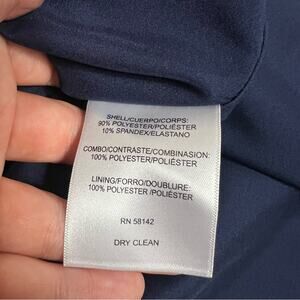 SHELL/CUERPO/CORPS:
90% POLYESTER/POLIÉSTER
10% SPANDEX/ELASTANO
COMBO/CONTRASTE/COMBINASION:
100% POLYESTER/POLIÉSTER
LINING/FORRO/DOUBLURE:
100% POLYESTER/POLIÉSTER
RN 58142
DRY CLEAN